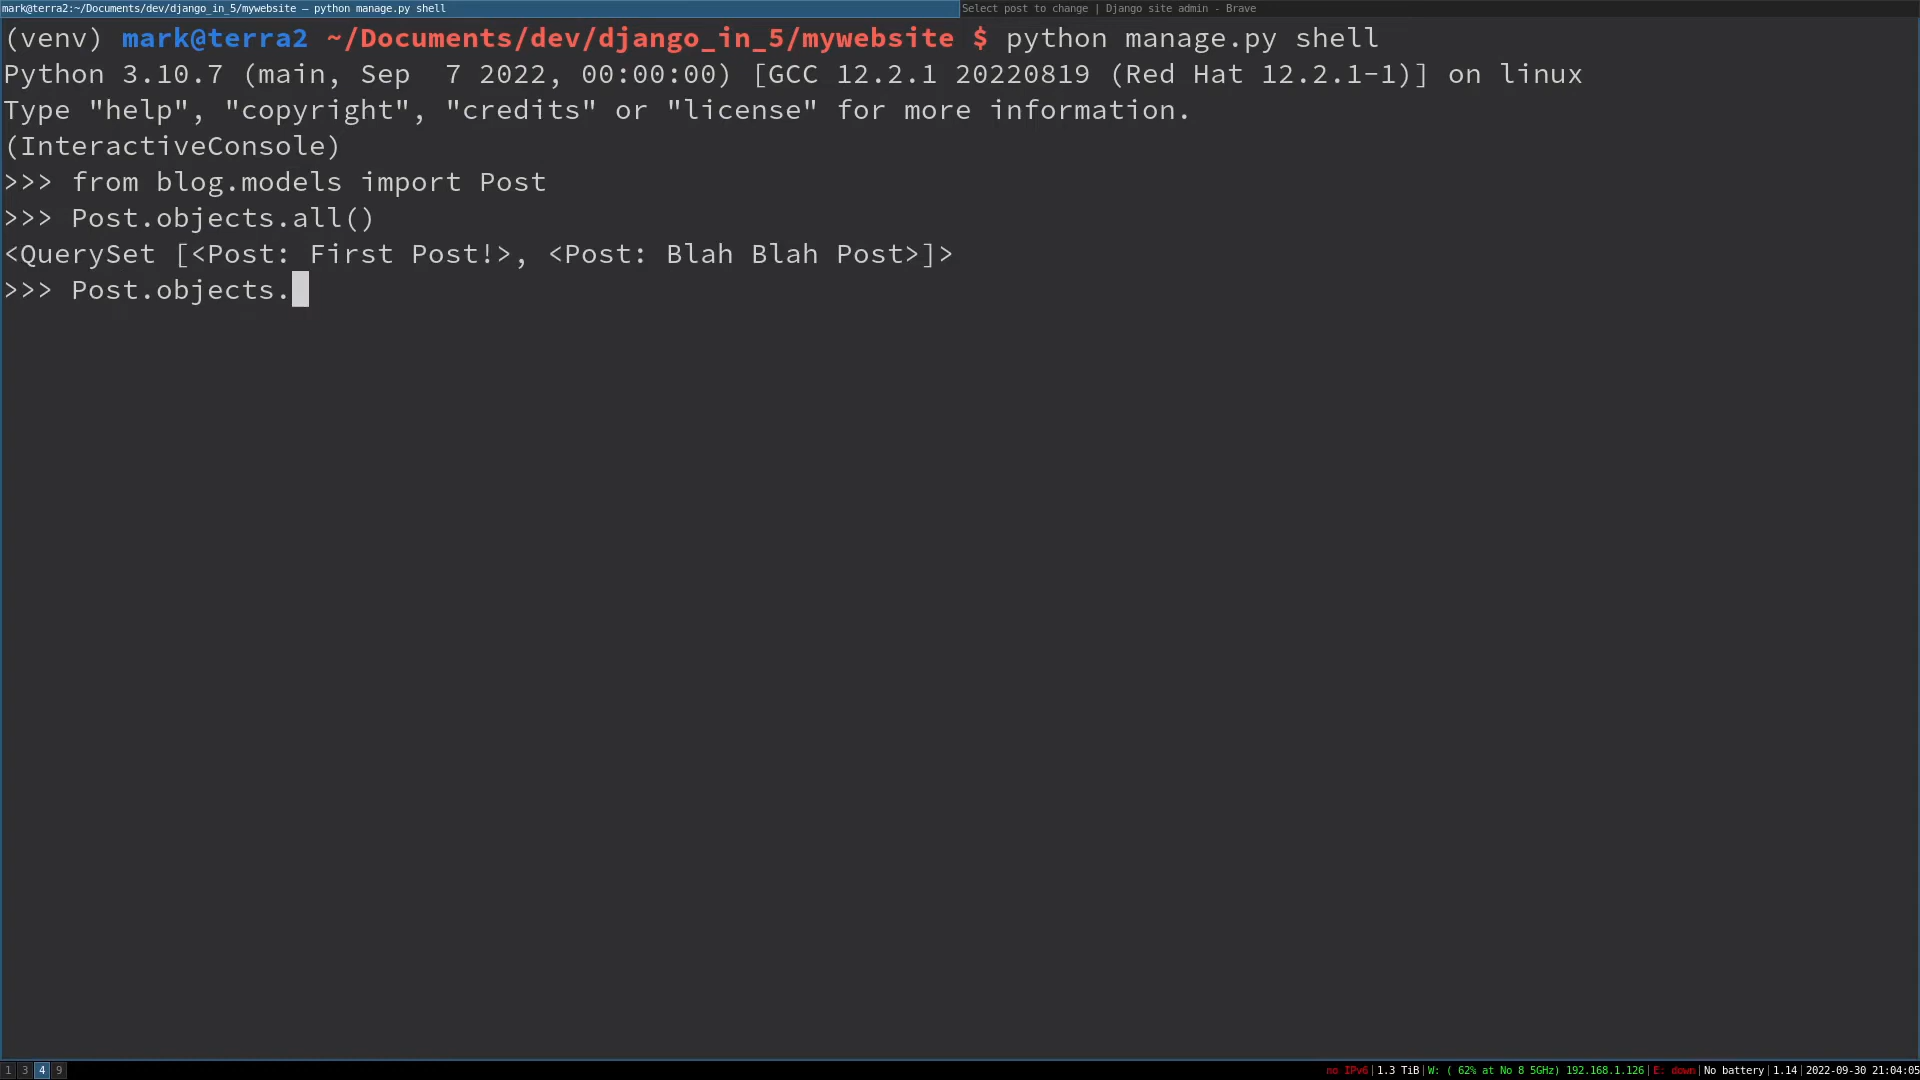 mark@terra2:~/Documents/dev/django_in_5/mywebsite — python manage.py shell
Select post to change | Django site admin - Brave
(venv) mark@terra2 ~/Documents/dev/django_in_5/mywebsite $ python manage.py shell
Python 3.10.7 (main, Sep  7 2022, 00:00:00) [GCC 12.2.1 20220819 (Red Hat 12.2.1-1)] on linux
Type "help", "copyright", "credits" or "license" for more information.
(InteractiveConsole)
>>> from blog.models import Post
>>> Post.objects.all()
<QuerySet [<Post: First Post!>, <Post: Blah Blah Post>]>
>>> Post.objects.
1 3 4 9
no IPv6|1.3 TiB|W: ( 62% at No 8 5GHz) 192.168.1.126|E: down|No battery|1.14|2022-09-30 21:04:05